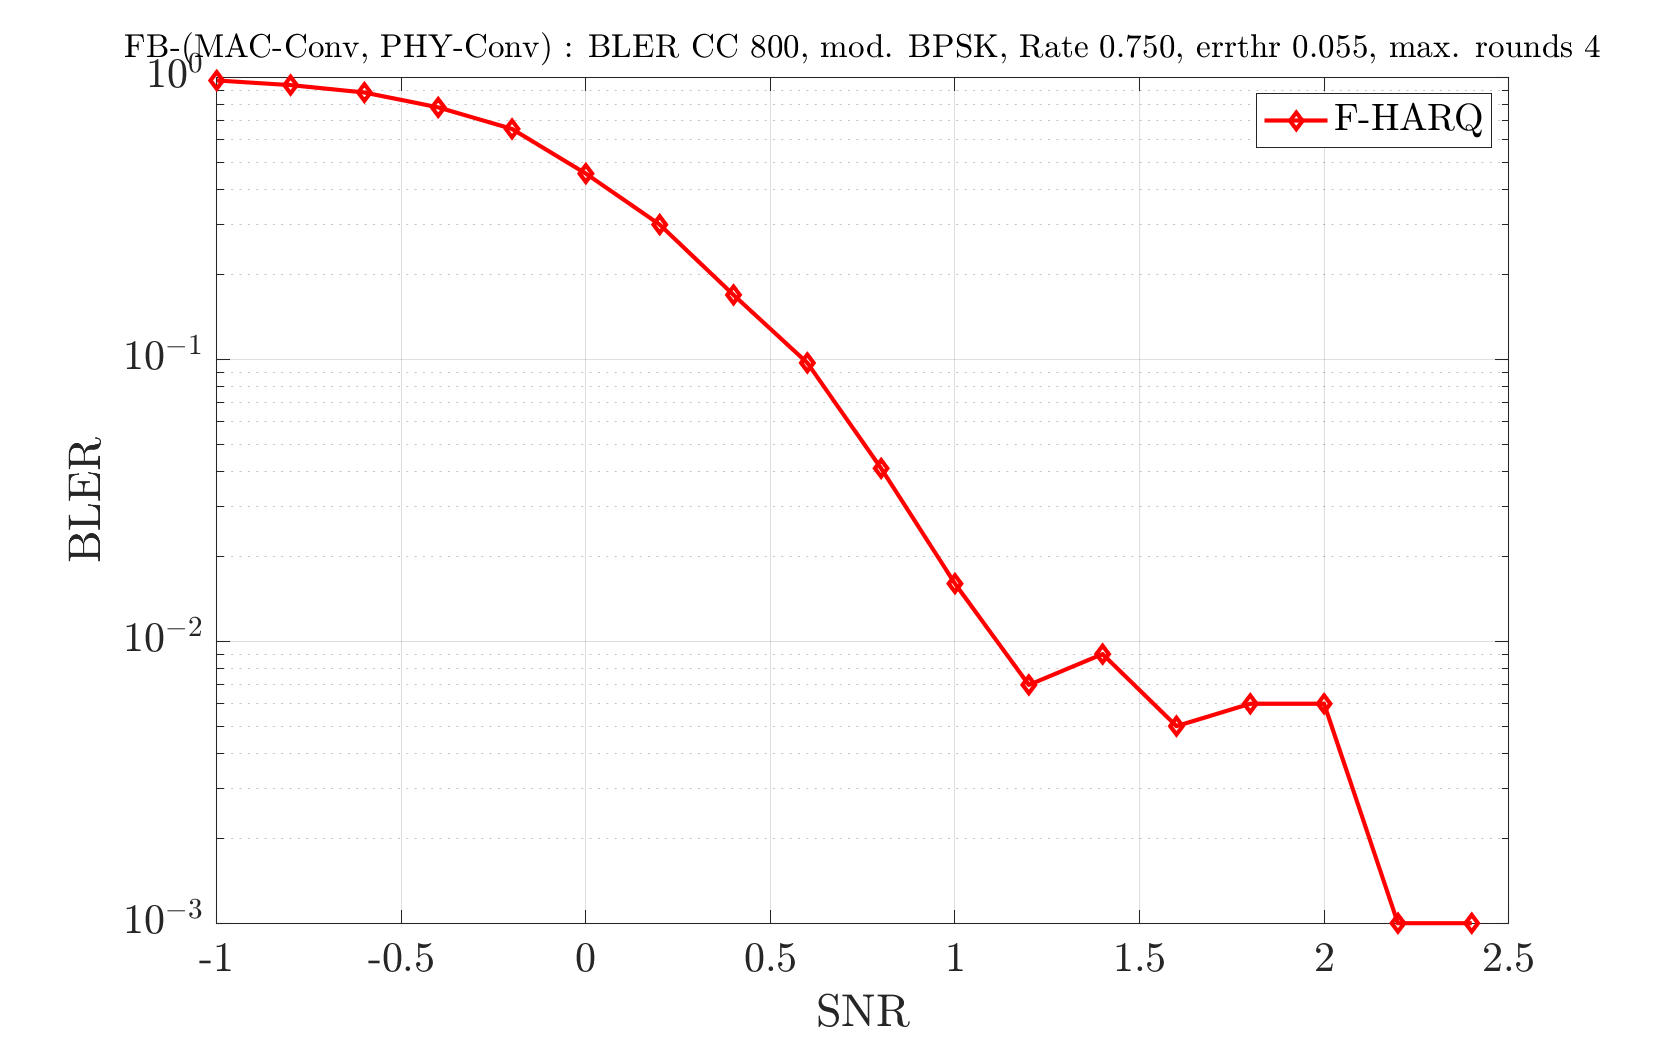 FB-(MAC-Conv, PHY-Conv) : BLER CC 800, mod. BPSK, Rate 0.750, errthr 0.055, max. rounds 4
10⁰
F-HARQ
10⁻¹
BLER
10⁻²
10⁻³
-1 -0.5 0 0.5 1 1.5 2 2.5
SNR